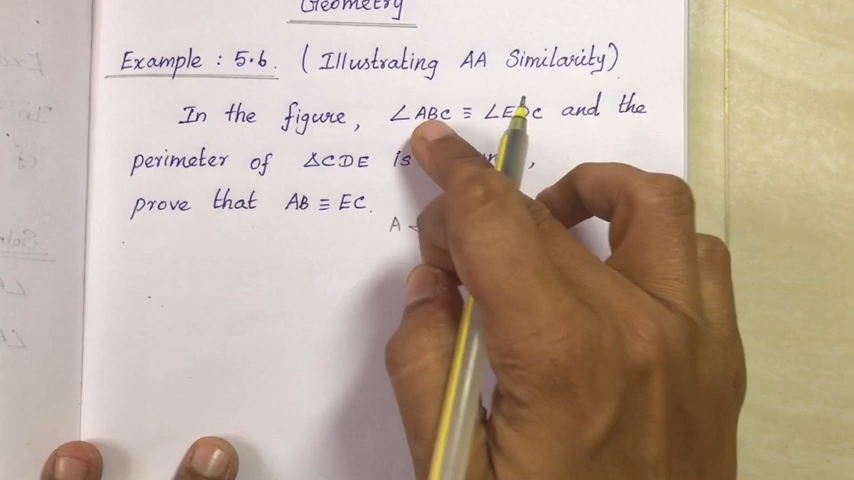 Geometry
Example : 5.6. (Illustrating AA Similarity)
In the figure, ∠ABC ≡ ∠EDC and the
perimeter of ΔCDE is ,
prove that AB ≡ EC.
A